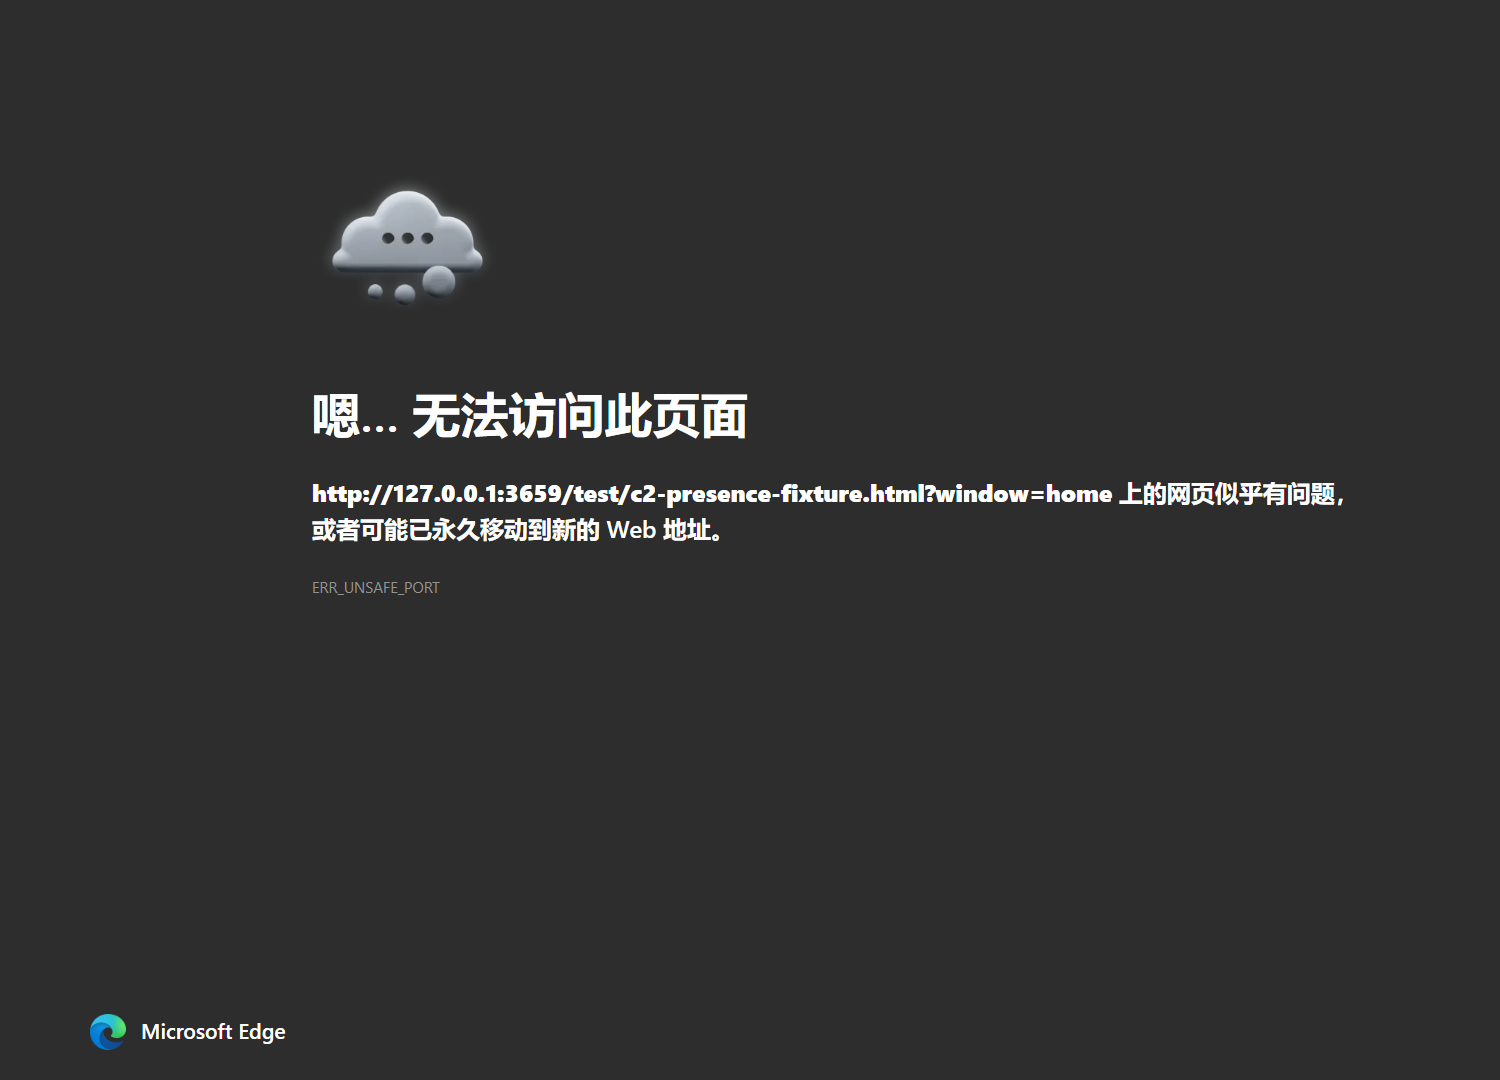 嗯… 无法访问此页面
http://127.0.0.1:3659/test/c2-presence-fixture.html?window=home 上的网页似乎有问题，
或者可能已永久移动到新的 Web 地址。
ERR_UNSAFE_PORT
Microsoft Edge